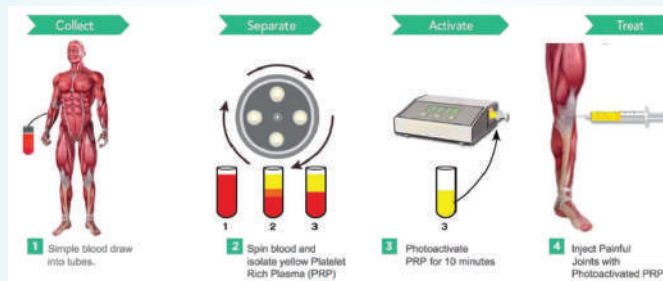 Collect
Separate
Activate
Treat
1
2
3
3
1 Simple blood draw
into tubes.
2 Spin blood and
isolate yellow Platelet
Rich Plasma (PRP)
3 Photoactivate
PRP for 10 minutes
4 Inject Painful
Joints with
Photoactivated PRP